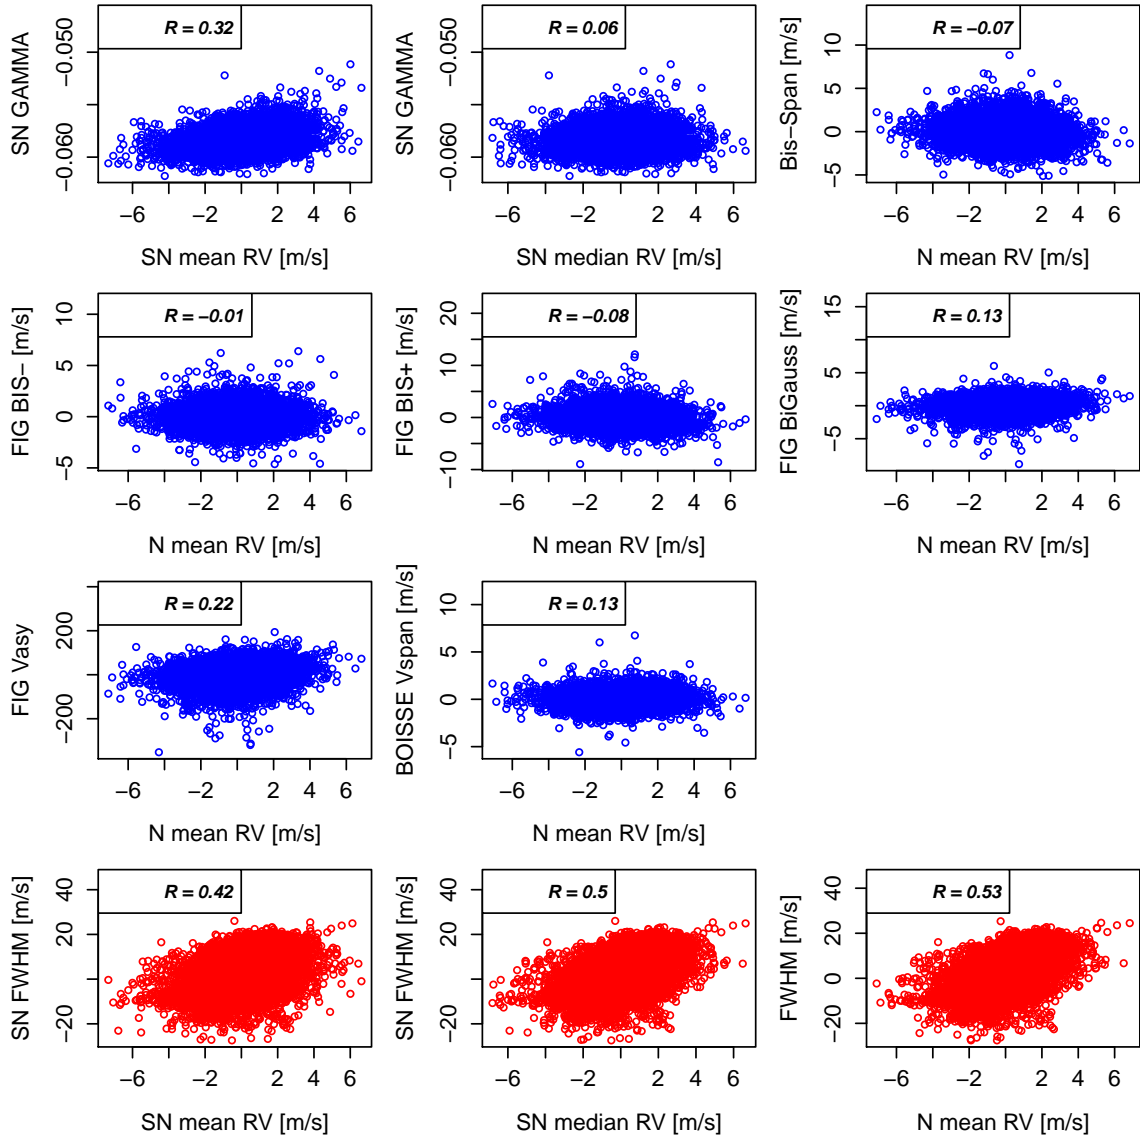 R = 0.32
SN GAMMA
−0.060
−0.050
−6
−2
2
4
6
SN mean RV [m/s]
R = 0.06
SN GAMMA
−0.060
−0.050
−6
−2
2
4
6
SN median RV [m/s]
R = −0.07
Bis−Span [m/s]
−5
0
5
10
−6
−2
2
4
6
N mean RV [m/s]
R = −0.01
FIG BIS− [m/s]
−5
0
5
10
−6
−2
2
4
6
N mean RV [m/s]
R = −0.08
FIG BIS+ [m/s]
−10
0
10
20
−6
−2
2
4
6
N mean RV [m/s]
R = 0.13
FIG BiGauss [m/s]
−5
5
15
−6
−2
2
4
6
N mean RV [m/s]
R = 0.22
FIG Vasy
−200
200
−6
−2
2
4
6
N mean RV [m/s]
R = 0.13
BOISSE Vspan [m/s]
−5
0
5
10
−6
−2
2
4
6
N mean RV [m/s]
R = 0.42
SN FWHM [m/s]
−20
20
40
−6
−2
2
4
6
SN mean RV [m/s]
R = 0.5
SN FWHM [m/s]
−20
20
40
−6
−2
2
4
6
SN median RV [m/s]
R = 0.53
FWHM [m/s]
−20
0
20
40
−6
−2
2
4
6
N mean RV [m/s]